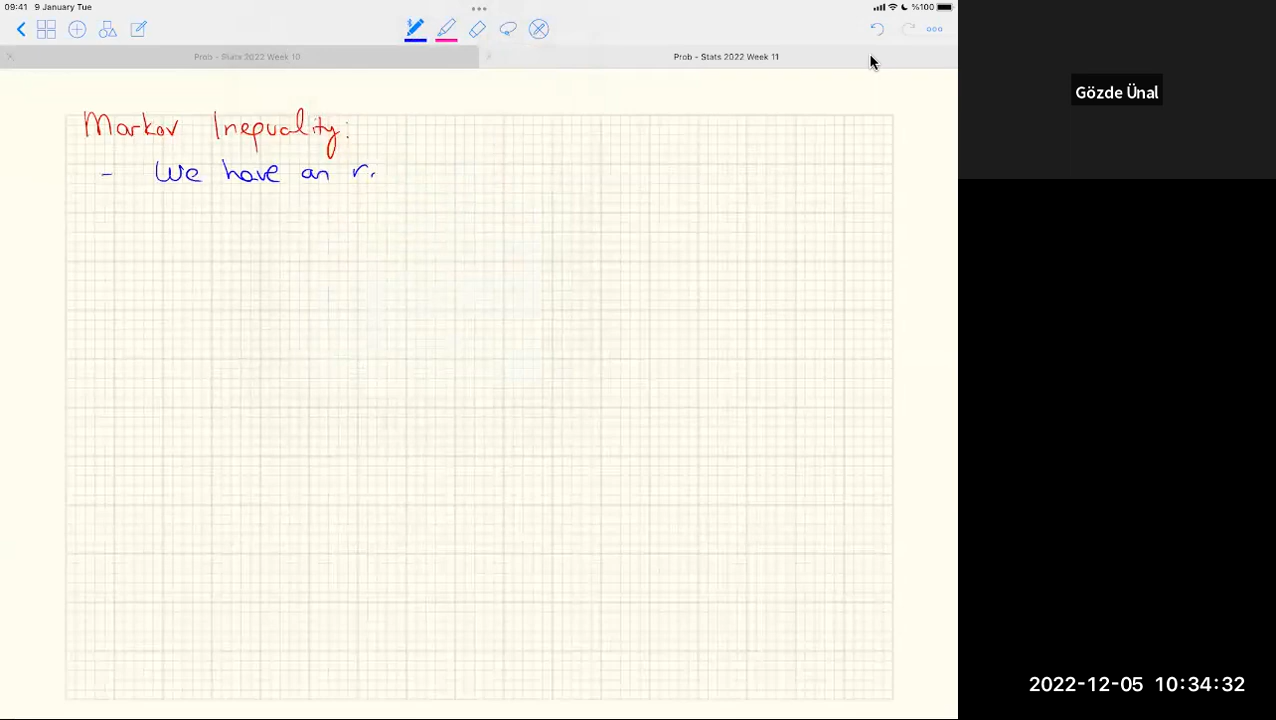 09:41 9 January Tue
%100
Prob - Stats 2022 Week 10
Prob - Stats 2022 Week 11
Gözde Ünal
Markov Inequality:
- We have an r.
2022-12-05 10:34:32